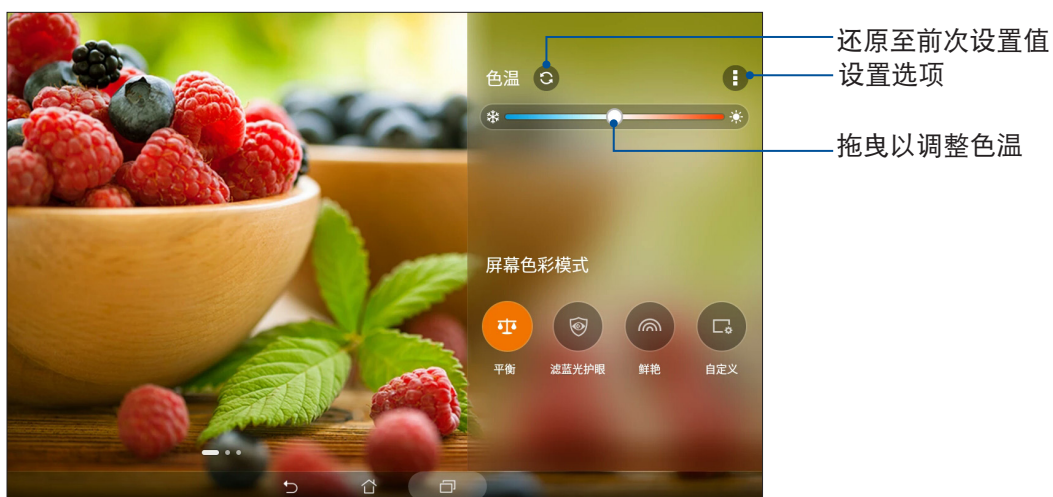 还原至前次设置值
色温
设置选项
拖曳以调整色温
屏幕色彩模式
平衡
滤蓝光护眼
鲜艳
自定义